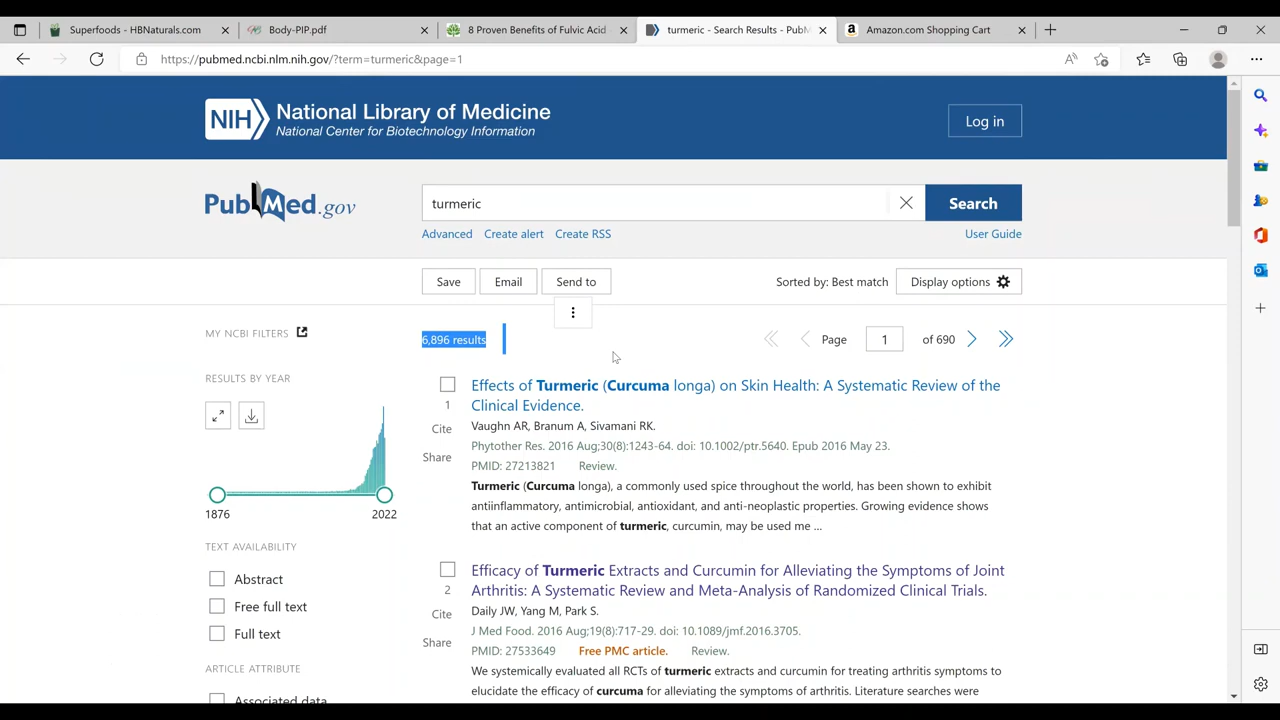 Superfoods - HBNaturals.com
Body-PIP.pdf
8 Proven Benefits of Fulvic Acid
turmeric - Search Results - PubM
Amazon.com Shopping Cart
https://pubmed.ncbi.nlm.nih.gov/?term=turmeric&page=1
NIH National Library of Medicine
National Center for Biotechnology Information
Log in
PubMed.gov
turmeric
Search
Advanced Create alert Create RSS
User Guide
Save Email Send to
Sorted by: Best match Display options
MY NCBI FILTERS
6,896 results
Page 1 of 690
RESULTS BY YEAR
1876 2022
TEXT AVAILABILITY
Abstract
Free full text
Full text
ARTICLE ATTRIBUTE
Associated data
Effects of Turmeric (Curcuma longa) on Skin Health: A Systematic Review of the
1
Clinical Evidence.
Cite
Vaughn AR, Branum A, Sivamani RK.
Share
Phytother Res. 2016 Aug;30(8):1243-64. doi: 10.1002/ptr.5640. Epub 2016 May 23.
PMID: 27213821 Review.
Turmeric (Curcuma longa), a commonly used spice throughout the world, has been shown to exhibit
antiinflammatory, antimicrobial, antioxidant, and anti-neoplastic properties. Growing evidence shows
that an active component of turmeric, curcumin, may be used me ...
Efficacy of Turmeric Extracts and Curcumin for Alleviating the Symptoms of Joint
2
Arthritis: A Systematic Review and Meta-Analysis of Randomized Clinical Trials.
Cite
Daily JW, Yang M, Park S.
Share
J Med Food. 2016 Aug;19(8):717-29. doi: 10.1089/jmf.2016.3705.
PMID: 27533649 Free PMC article. Review.
We systemically evaluated all RCTs of turmeric extracts and curcumin for treating arthritis symptoms to
elucidate the efficacy of curcuma for alleviating the symptoms of arthritis. Literature searches were